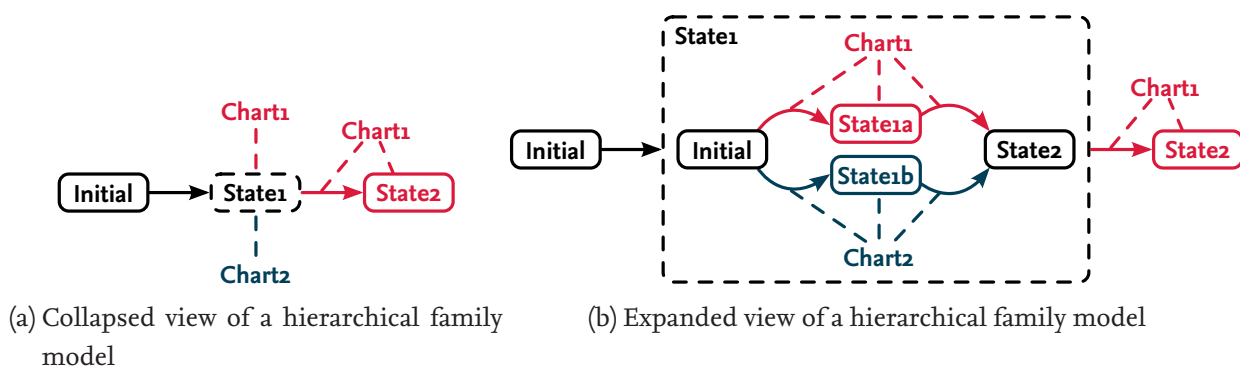 Chart1
Chart1
Initial
State1
State2
Chart2
(a) Collapsed view of a hierarchical family
model
State1
Chart1
Chart1
State1a
Initial
Initial
State2
State2
State1b
Chart2
(b) Expanded view of a hierarchical family model